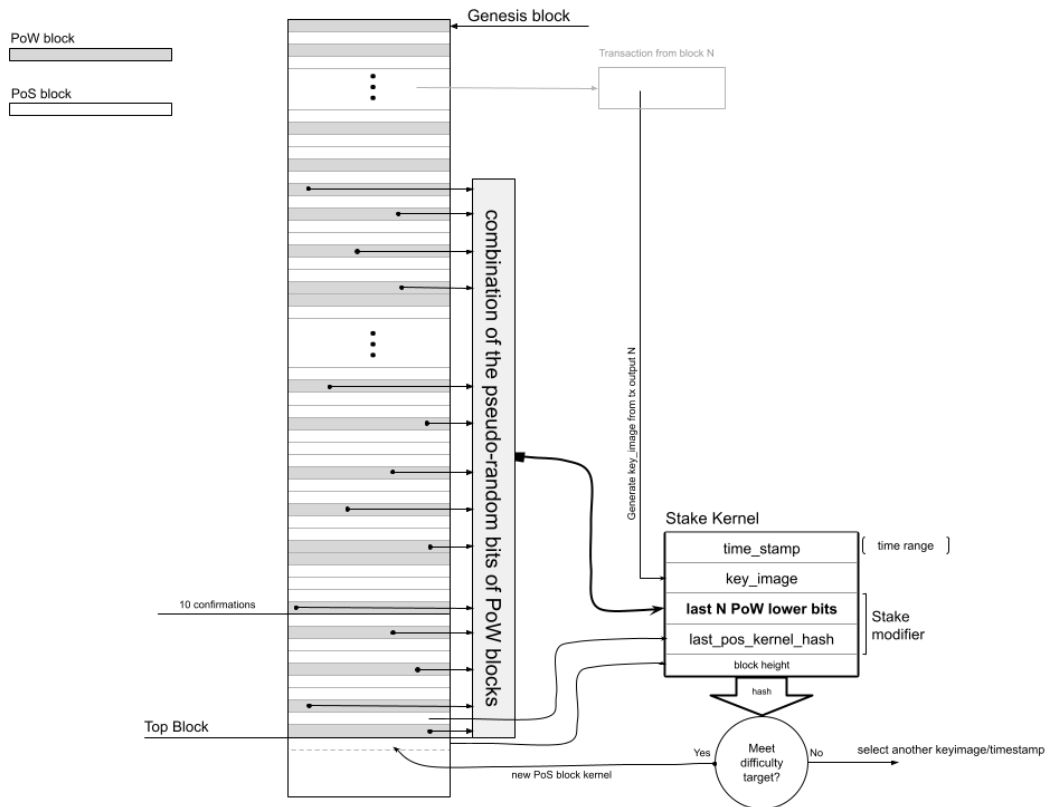 Genesis block
PoW block
Transaction from block N
PoS block
combination of the pseudo-random bits of PoW blocks
Generate key_image from tx output N
Stake Kernel
time_stamp
time range
key_image
last N PoW lower bits
Stake
modifier
last_pos_kernel_hash
block height
hash
10 confirmations
Top Block
Yes
Meet
difficulty
target?
No
select another keyimage/timestamp
new PoS block kernel